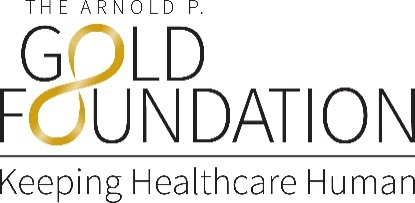 THE ARNOLD P.
GOLD
FOUNDATION
Keeping Healthcare Human